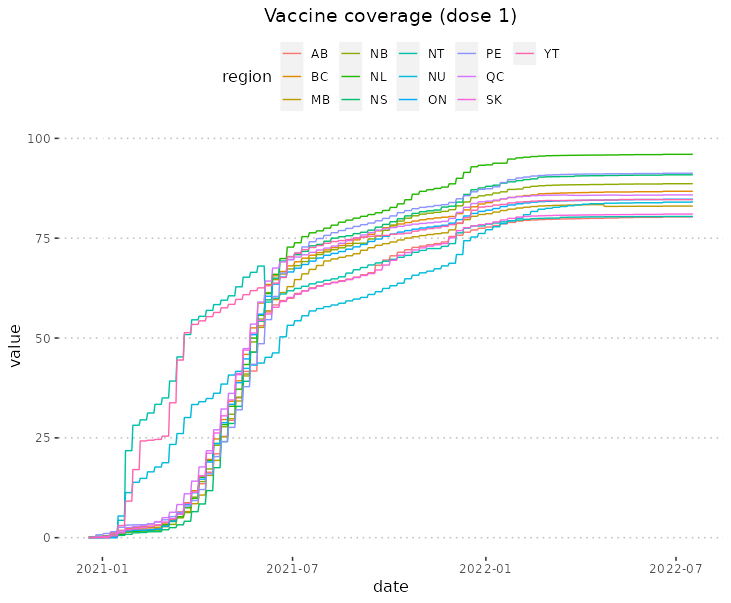 Vaccine coverage (dose 1)
AB NB NT PE YT
region BC NL NU QC
MB NS ON SK
100
75
50
25
0
value
2021-01 2021-07 2022-01 2022-07
date